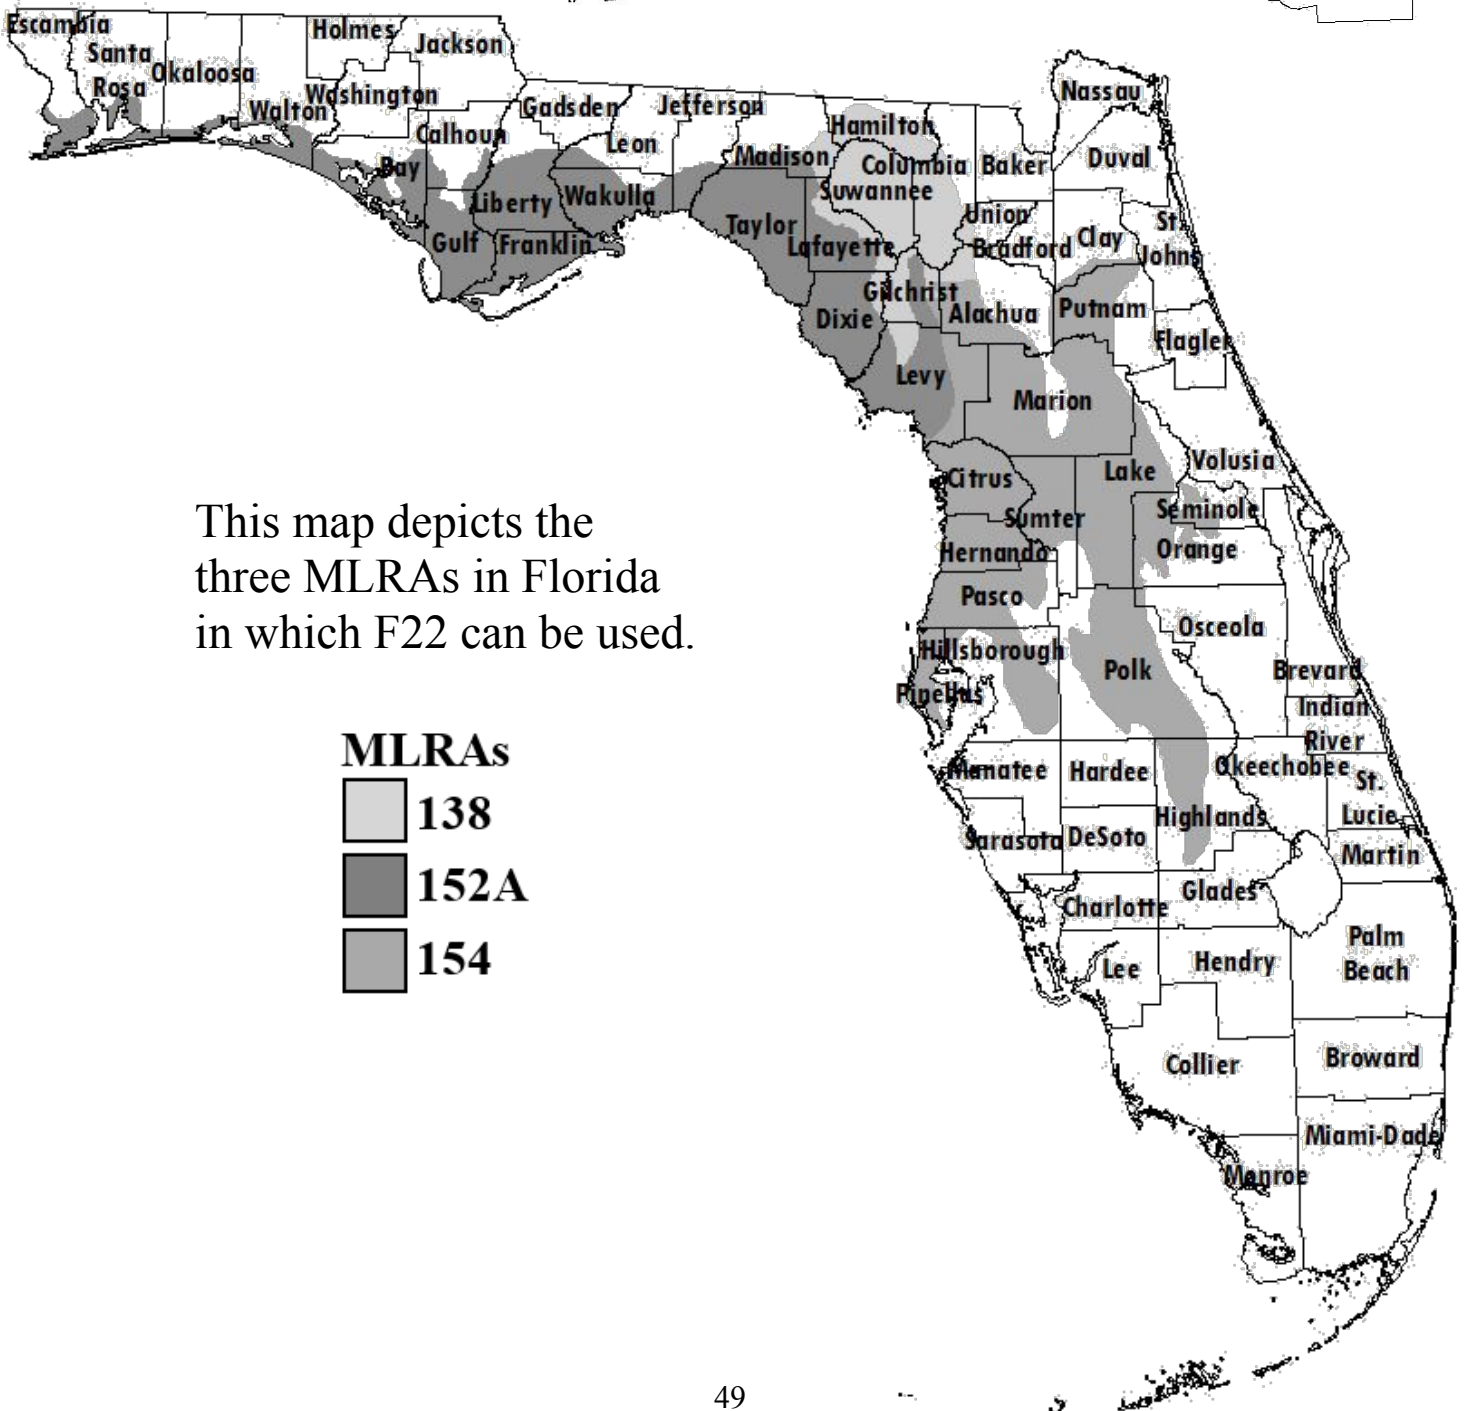 Escambia
Santa
Rosa
Okaloosa
Walton
Holmes
Washington
Jackson
Calhoun
Bay
Gulf
Gadsden
Liberty
Franklin
Leon
Wakulla
Jefferson
Madison
Taylor
Hamilton
Suwannee
Lafayette
Dixie
Columbia
Gilchrist
Levy
Baker
Union
Bradford
Alachua
Nassau
Duval
Clay
St.
Johns
Putnam
Flagler
Marion
Volusia
Citrus
Lake
Sumter
Seminole
Hernando
Orange
Pasco
Osceola
Hillsborough
Polk
Brevard
Pinellas
Indian
River
Manatee
Hardee
Okeechobee
St.
Lucie
Highlands
Sarasota
DeSoto
Martin
Glades
Charlotte
Palm
Beach
Lee
Hendry
Collier
Broward
Miami-Dade
Monroe
This map depicts the
three MLRAs in Florida
in which F22 can be used.
MLRAs
138
152A
154
49